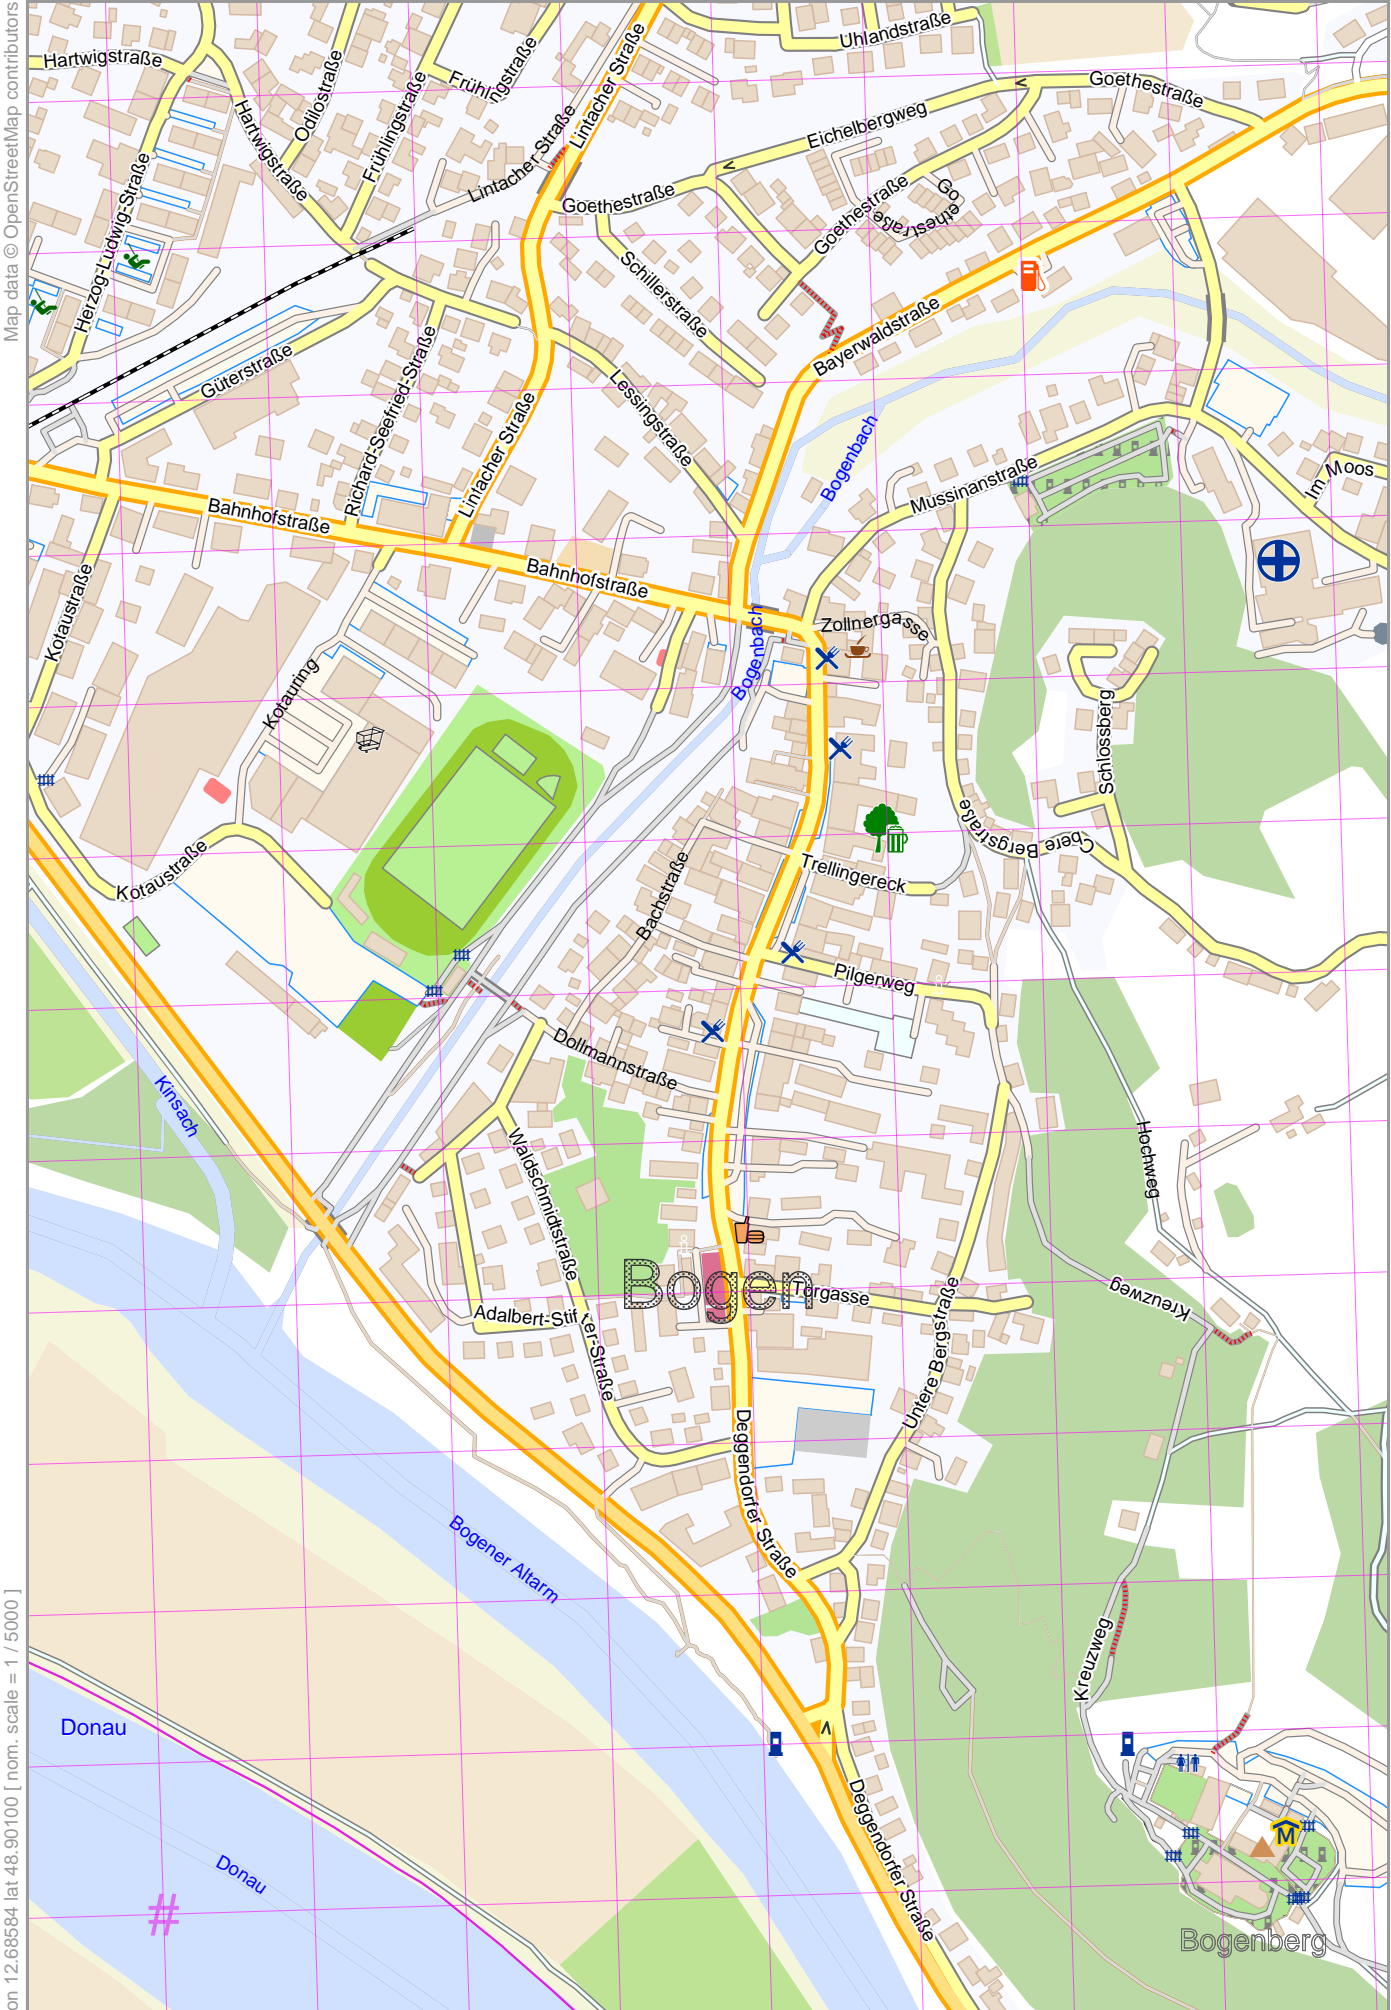 Map data © OpenStreetMap contributors
Uhlandstraße
Hartwigstraße
Goethestraße
Frühlingstraße
Lintacher Straße
Odilostraße
Eichelbergweg
Hartwigstraße
Frühlingstraße
Lintacher Straße
Goethestraße
Goethestraße
Goethestraße
Herzog-Ludwig-Straße
Schillerstraße
Bayerwaldstraße
Güterstraße
Richard-Seefried-Straße
Lessingstraße
Lintacher Straße
Bogenbach
Im Moos
Mussinanstraße
Bahnhofstraße
Bahnhofstraße
Kotaustraße
Zollnergasse
Bogenbach
Kotauring
Schlossberg
Obere Bergstraße
Kotaustraße
Trellingereck
Bachstraße
Pilgerweg
Dollmannstraße
Kinsach
Waldschmidtstraße
Hochweg
Bogen
Torgasse
Kreuzweg
Adalbert-Stifter-Straße
Untere Bergstraße
Deggendorfer Straße
Bogener Altarm
Kreuzweg
Donau
M
Deggendorfer Straße
Donau
#
Bogenberg
on 12.68584 lat 48.90100 [ nom. scale = 1 / 5000 ]